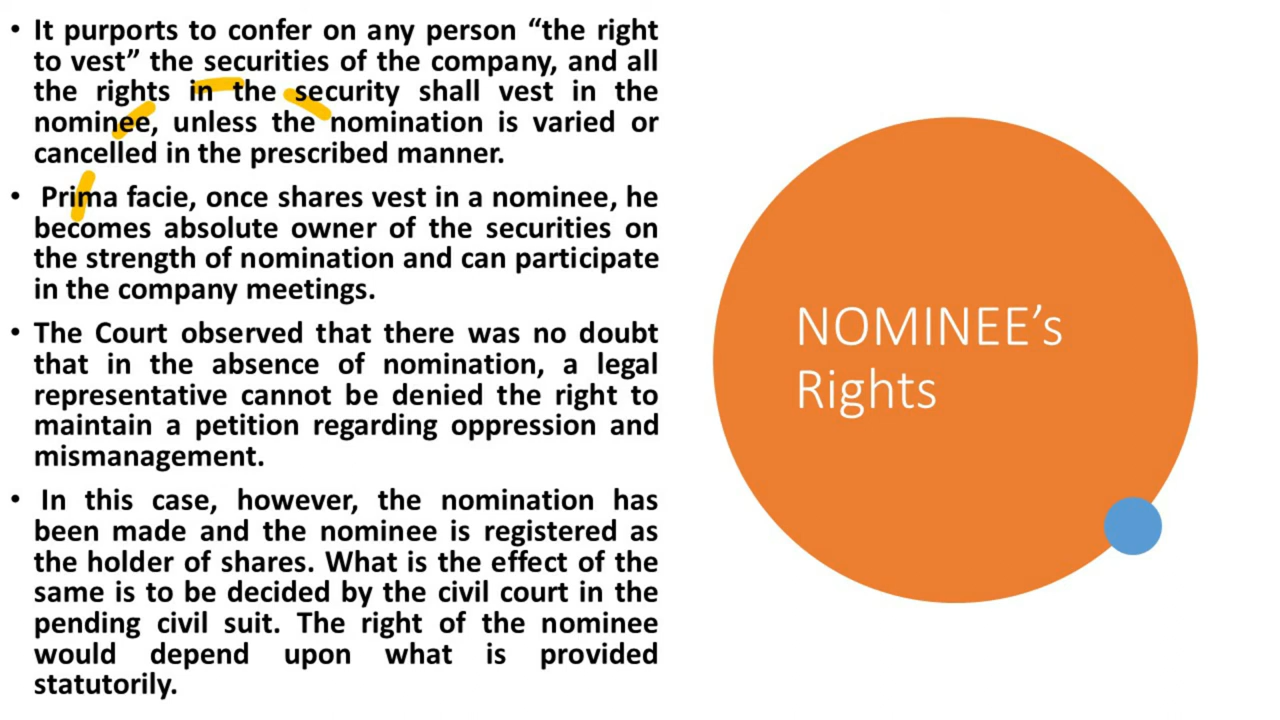 • It purports to confer on any person “the right
to vest” the securities of the company, and all
the rights in the security shall vest in the
nominee, unless the nomination is varied or
cancelled in the prescribed manner.
• Prima facie, once shares vest in a nominee, he
becomes absolute owner of the securities on
the strength of nomination and can participate
in the company meetings.
• The Court observed that there was no doubt
that in the absence of nomination, a legal
representative cannot be denied the right to
maintain a petition regarding oppression and
mismanagement.
• In this case, however, the nomination has
been made and the nominee is registered as
the holder of shares. What is the effect of the
same is to be decided by the civil court in the
pending civil suit. The right of the nominee
would depend upon what is provided
statutorily.
NOMINEE’s
Rights